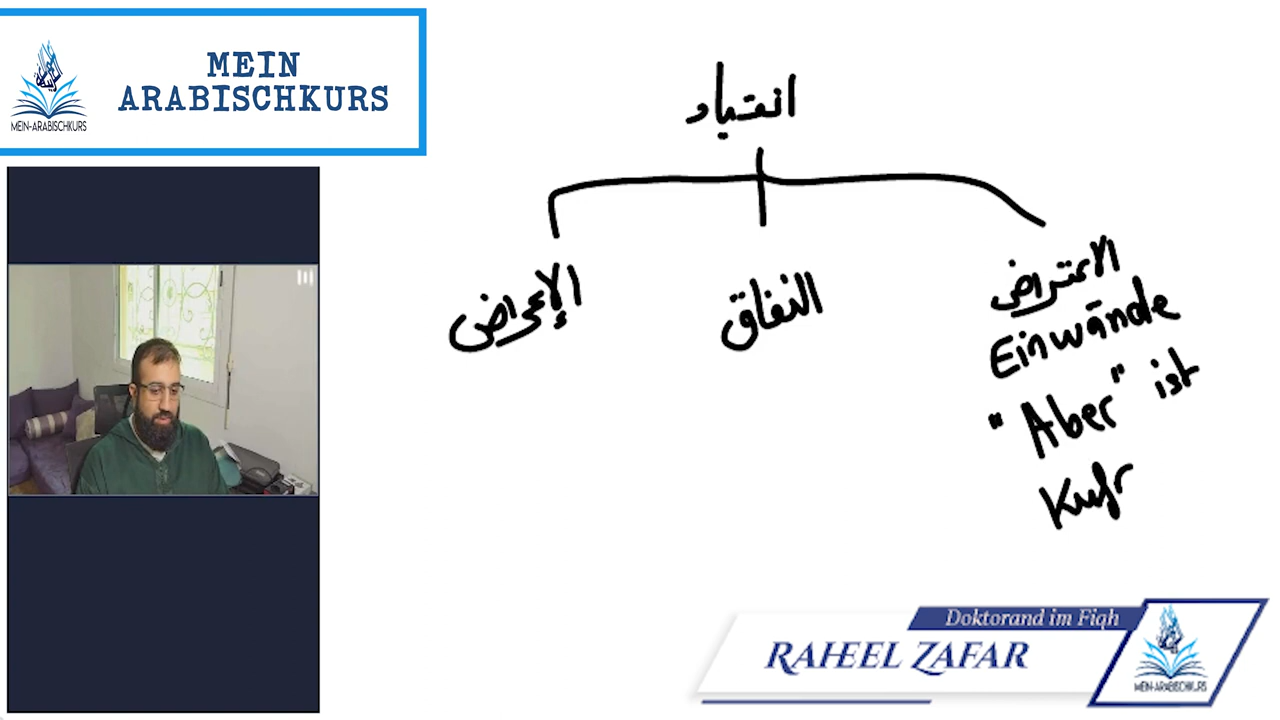 MEIN
ARABISCHKURS
MEIN-ARABISCHKURS
انقياد
الاعتراض
النفاق
الإعراض
Einwände
"Aber" ist
Kufr
Doktorand im Fiqh
RAHEEL ZAFAR
MEIN-ARABISCHKURS